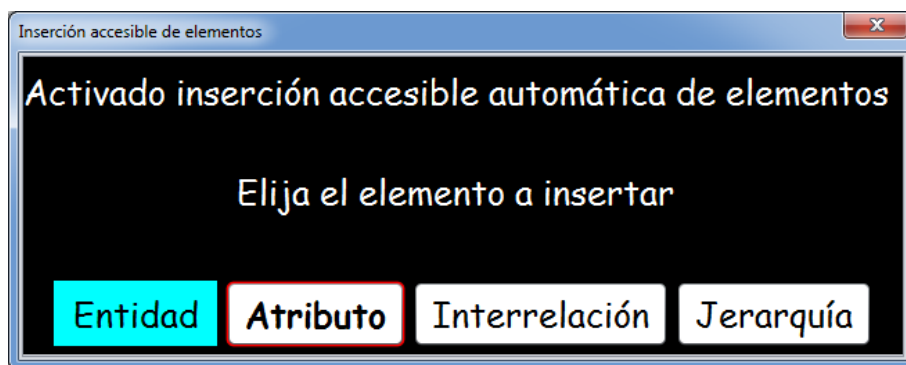 Inserción accesible de elementos
Activado inserción accesible automática de elementos
Elija el elemento a insertar
Entidad Atributo Interrelación Jerarquía